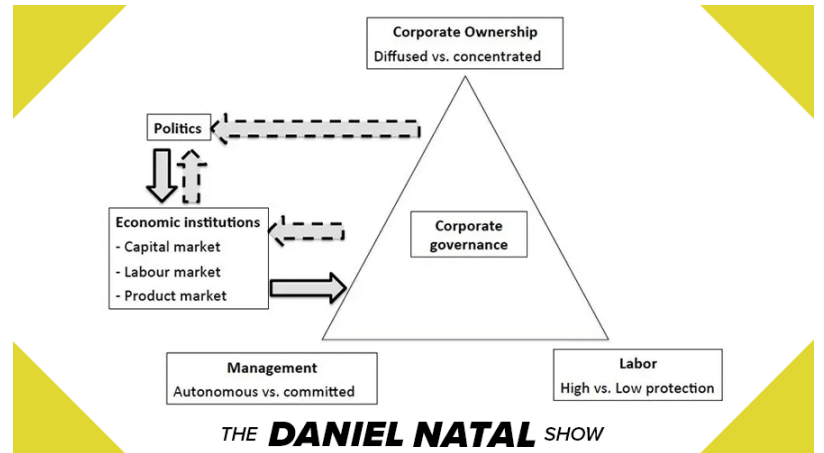 Corporate Ownership
Diffused vs. concentrated
Politics
Economic institutions
- Capital market
- Labour market
- Product market
Corporate
governance
Management
Autonomous vs. committed
Labor
High vs. Low protection
THE DANIEL NATAL SHOW